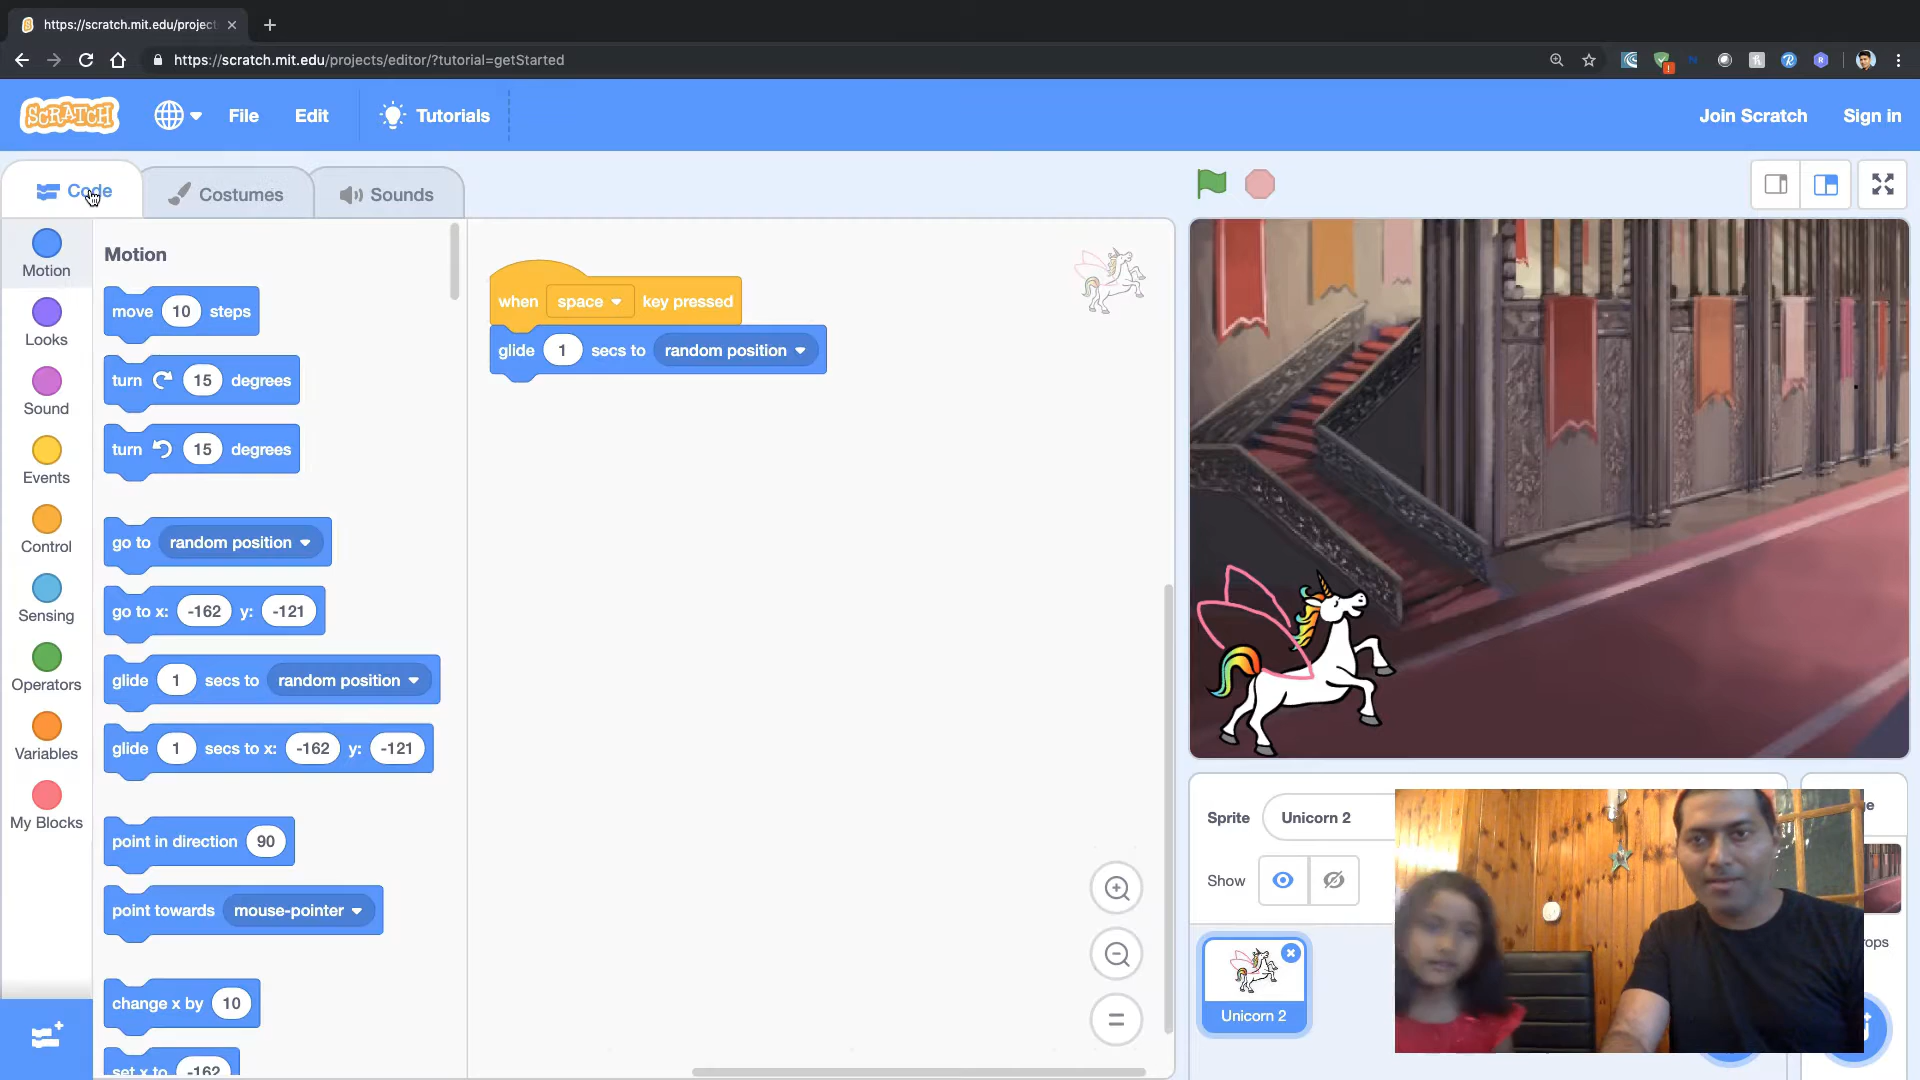 https://scratch.mit.edu/project
https://scratch.mit.edu/projects/editor/?tutorial=getStarted
SCRATCH
File
Edit
Tutorials
Join Scratch
Sign in
Code
Costumes
Sounds
Motion
Looks
Sound
Events
Control
Sensing
Operators
Variables
My Blocks
Motion
move 10 steps
turn 15 degrees
turn 15 degrees
go to random position
go to x: -162 y: -121
glide 1 secs to random position
glide 1 secs to x: -162 y: -121
point in direction 90
point towards mouse-pointer
change x by 10
set x to -162
when space key pressed
glide 1 secs to random position
Sprite Unicorn 2
Show
Unicorn 2